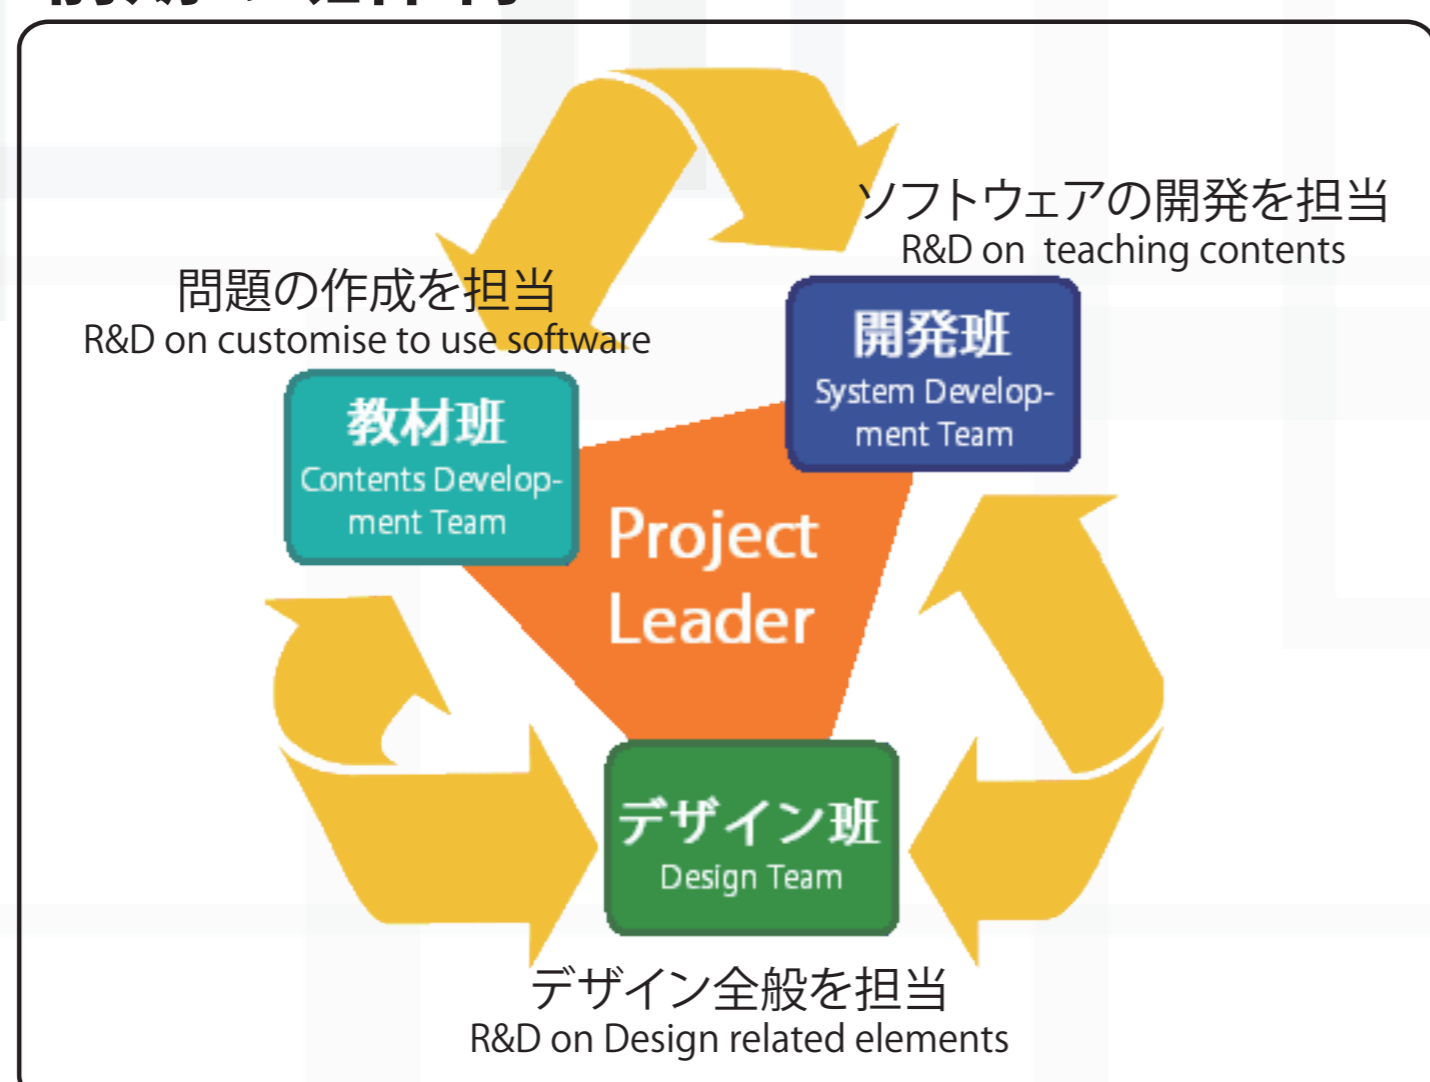 ソフトウェアの開発を担当
R&D on teaching contents
問題の作成を担当
R&D on customise to use software
開発班
System Develop-
ment Team
教材班
Contents Develop-
ment Team
Project
Leader
デザイン班
Design Team
デザイン全般を担当
R&D on Design related elements